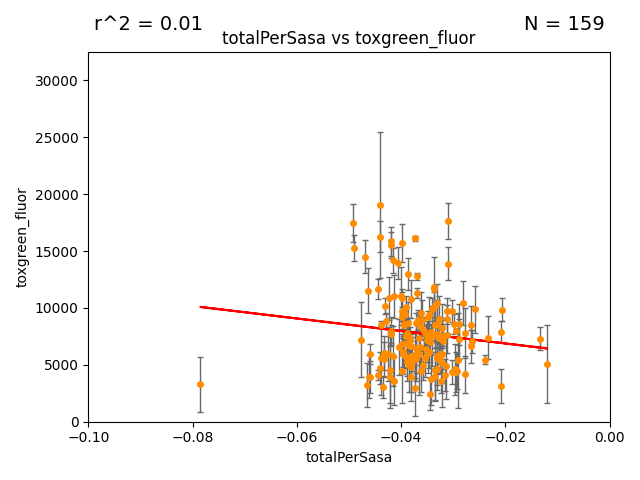 r^2 = 0.01
N = 159
totalPerSasa vs toxgreen_fluor
30000
25000
20000
15000
10000
5000
0
toxgreen_fluor
−0.10
−0.08
−0.06
−0.04
−0.02
0.00
totalPerSasa